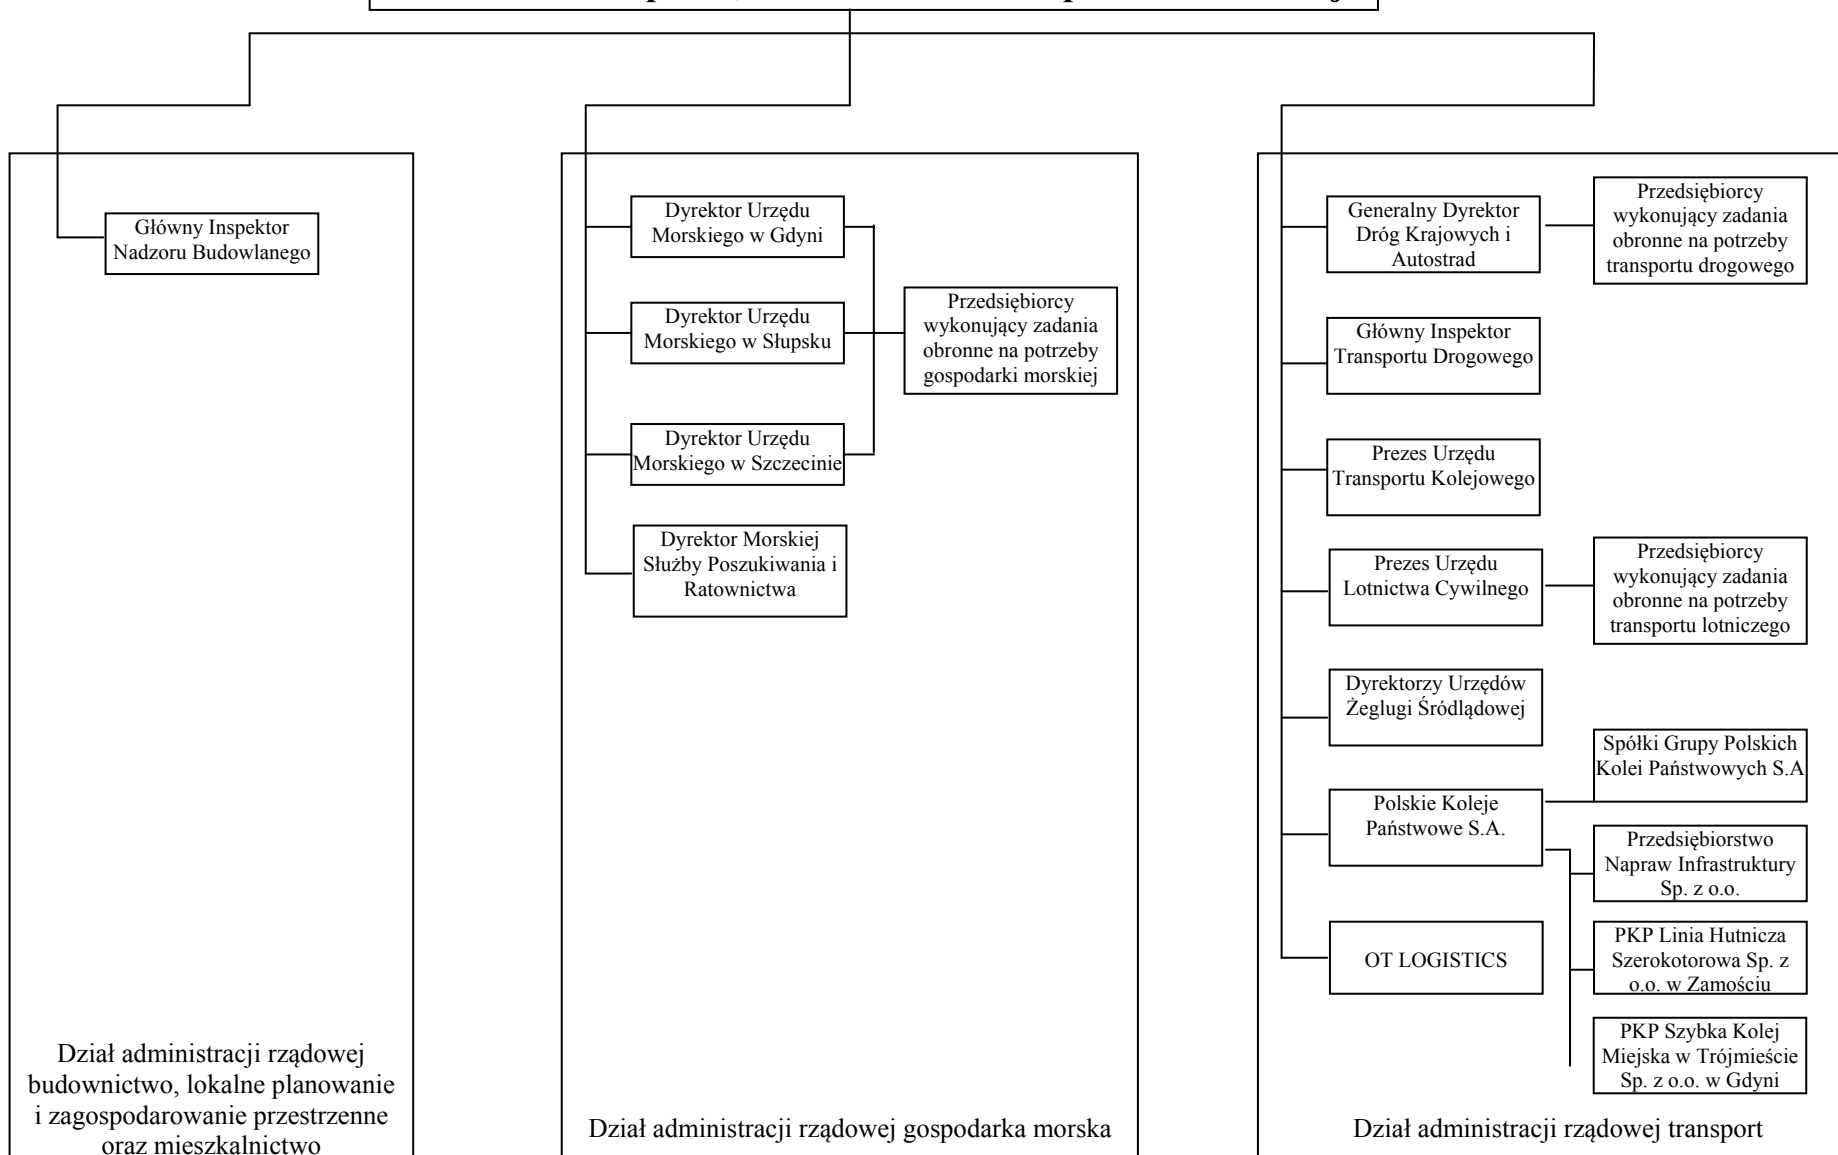 Główny Inspektor
Nadzoru Budowlanego
Dział administracji rządowej
budownictwo, lokalne planowanie
i zagospodarowanie przestrzenne
oraz mieszkalnictwo
Dyrektor Urzędu
Morskiego w Gdyni
Dyrektor Urzędu
Morskiego w Słupsku
Dyrektor Urzędu
Morskiego w Szczecinie
Dyrektor Morskiej
Służby Poszukiwania i
Ratownictwa
Przedsiębiorcy
wykonujący zadania
obronne na potrzeby
gospodarki morskiej
Dział administracji rządowej gospodarka morska
Generalny Dyrektor
Dróg Krajowych i
Autostrad
Przedsiębiorcy
wykonujący zadania
obronne na potrzeby
transportu drogowego
Główny Inspektor
Transportu Drogowego
Prezes Urzędu
Transportu Kolejowego
Prezes Urzędu
Lotnictwa Cywilnego
Przedsiębiorcy
wykonujący zadania
obronne na potrzeby
transportu lotniczego
Dyrektorzy Urzędów
Żeglugi Śródlądowej
Polskie Koleje
Państwowe S.A.
Spółki Grupy Polskich
Kolei Państwowych S.A
Przedsiębiorstwo
Napraw Infrastruktury
Sp. z o.o.
PKP Linia Hutnicza
Szerokotorowa Sp. z
o.o. w Zamościu
PKP Szybka Kolej
Miejska w Trójmieście
Sp. z o.o. w Gdyni
OT LOGISTICS
Dział administracji rządowej transport